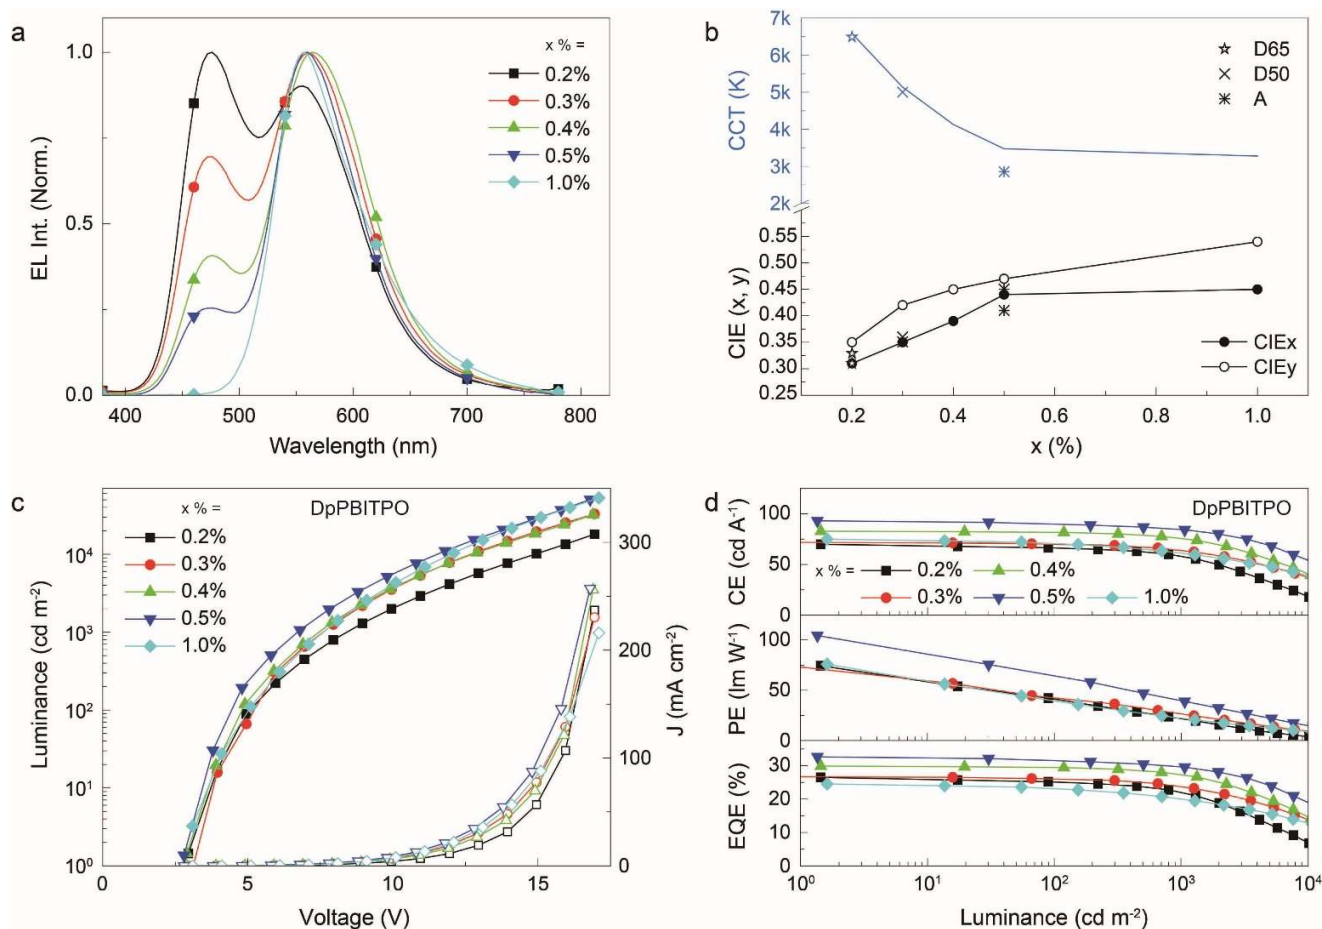 a
EL Int. (Norm.)
1.0
0.5
0.0
400 500 600 700 800
Wavelength (nm)
x % =
0.2%
0.3%
0.4%
0.5%
1.0%
b
CCT (K)
7k
6k
5k
4k
3k
2k
D65
D50
A
CIE (x, y)
0.55
0.50
0.45
0.40
0.35
0.30
0.25
CIEx
CIEy
0.2 0.4 0.6 0.8 1.0
x (%)
c
DpPBITPO
x % =
0.2%
0.3%
0.4%
0.5%
1.0%
Luminance (cd m⁻²)
10⁴
10³
10²
10¹
10⁰
J (mA cm⁻²)
300
200
100
0
0 5 10 15
Voltage (V)
d
DpPBITPO
CE (cd A⁻¹)
100
50
0
x % = 0.2% 0.4%
0.3% 0.5% 1.0%
PE (lm W⁻¹)
100
50
0
EQE (%)
30
20
10
0
10⁰ 10¹ 10² 10³ 10⁴
Luminance (cd m⁻²)